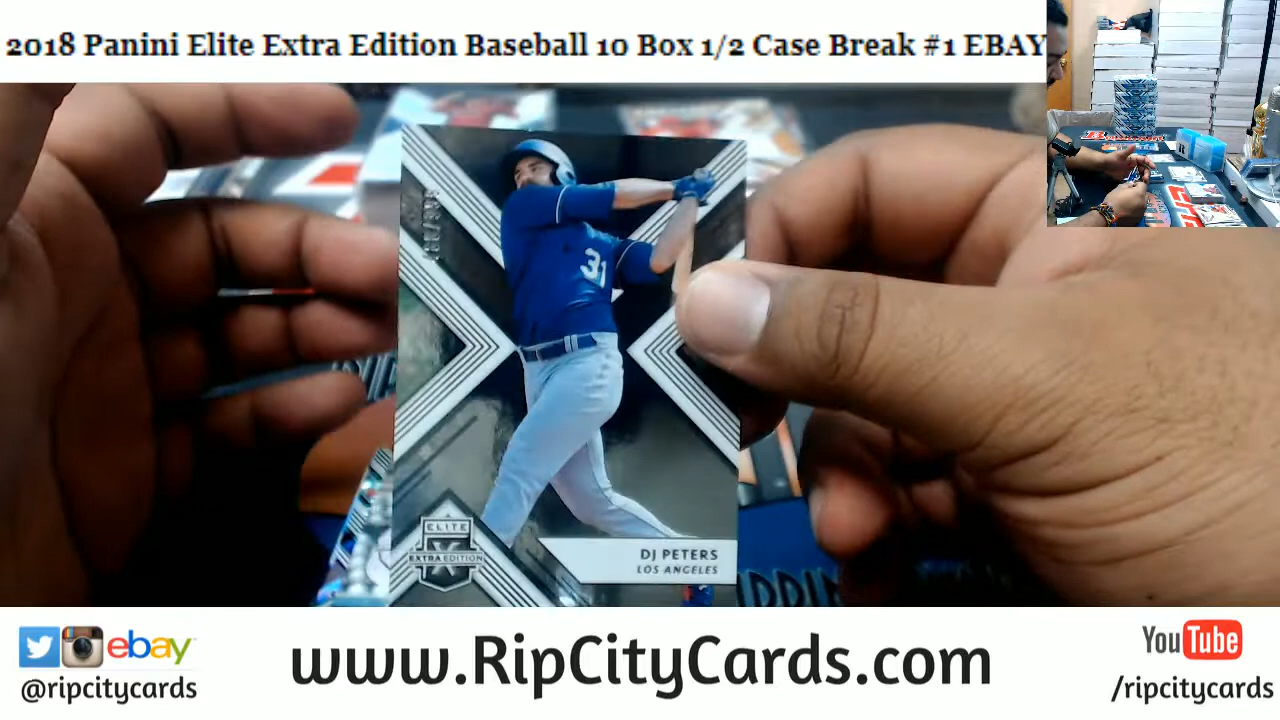 2018 Panini Elite Extra Edition Baseball 10 Box 1/2 Case Break #1 EBAY
31
ELITE
EXTRA EDITION
DJ PETERS
LOS ANGELES
ebay
@ripcitycards
www.RipCityCards.com
YouTube
/ripcitycards